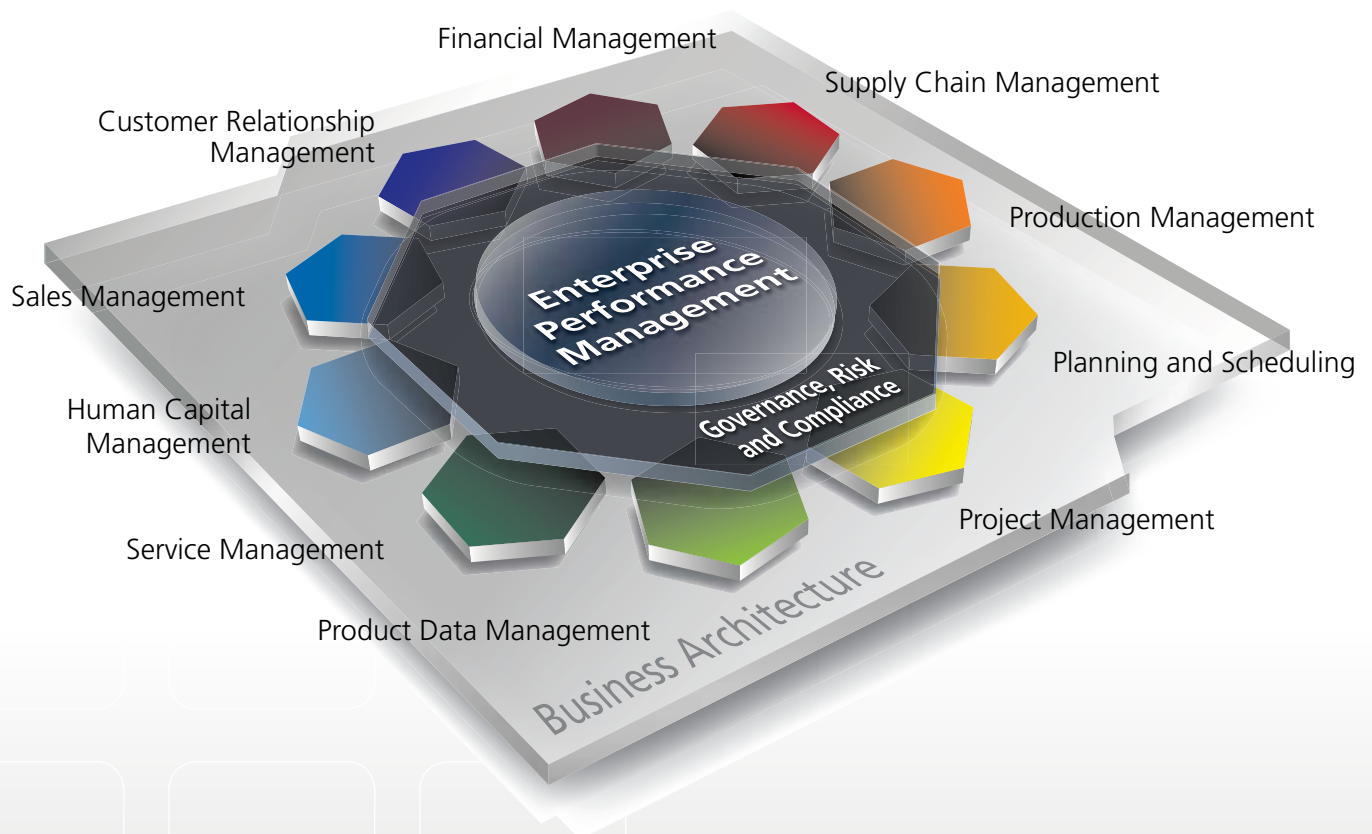 Financial Management
Supply Chain Management
Customer Relationship
Management
Production Management
Enterprise
Performance
Management
Sales Management
Planning and Scheduling
Governance, Risk
and Compliance
Human Capital
Management
Project Management
Service Management
Product Data Management
Business Architecture